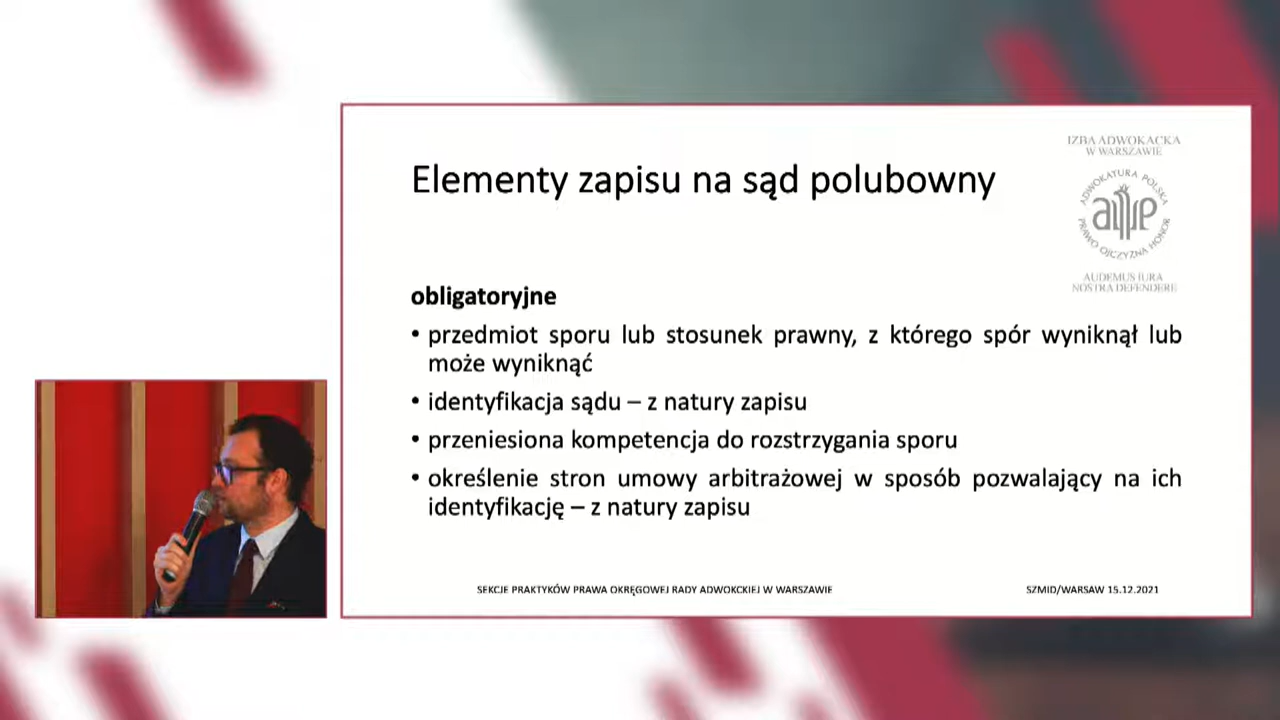 Elementy zapisu na sąd polubowny
IZBA ADWOKACKA
W WARSZAWIE
ADWOKATURA POLSKA
PRAWO OJCZYZNA HONOR
AUDEMUS IURA
NOSTRA DEFENDERE
obligatoryjne
• przedmiot sporu lub stosunek prawny, z którego spór wyniknął lub
może wyniknąć
• identyfikacja sądu – z natury zapisu
• przeniesiona kompetencja do rozstrzygania sporu
• określenie stron umowy arbitrażowej w sposób pozwalający na ich
identyfikację – z natury zapisu
SEKCJE PRAKTYKÓW PRAWA OKRĘGOWEJ RADY ADWOKCKIEJ W WARSZAWIE
SZMID/WARSAW 15.12.2021